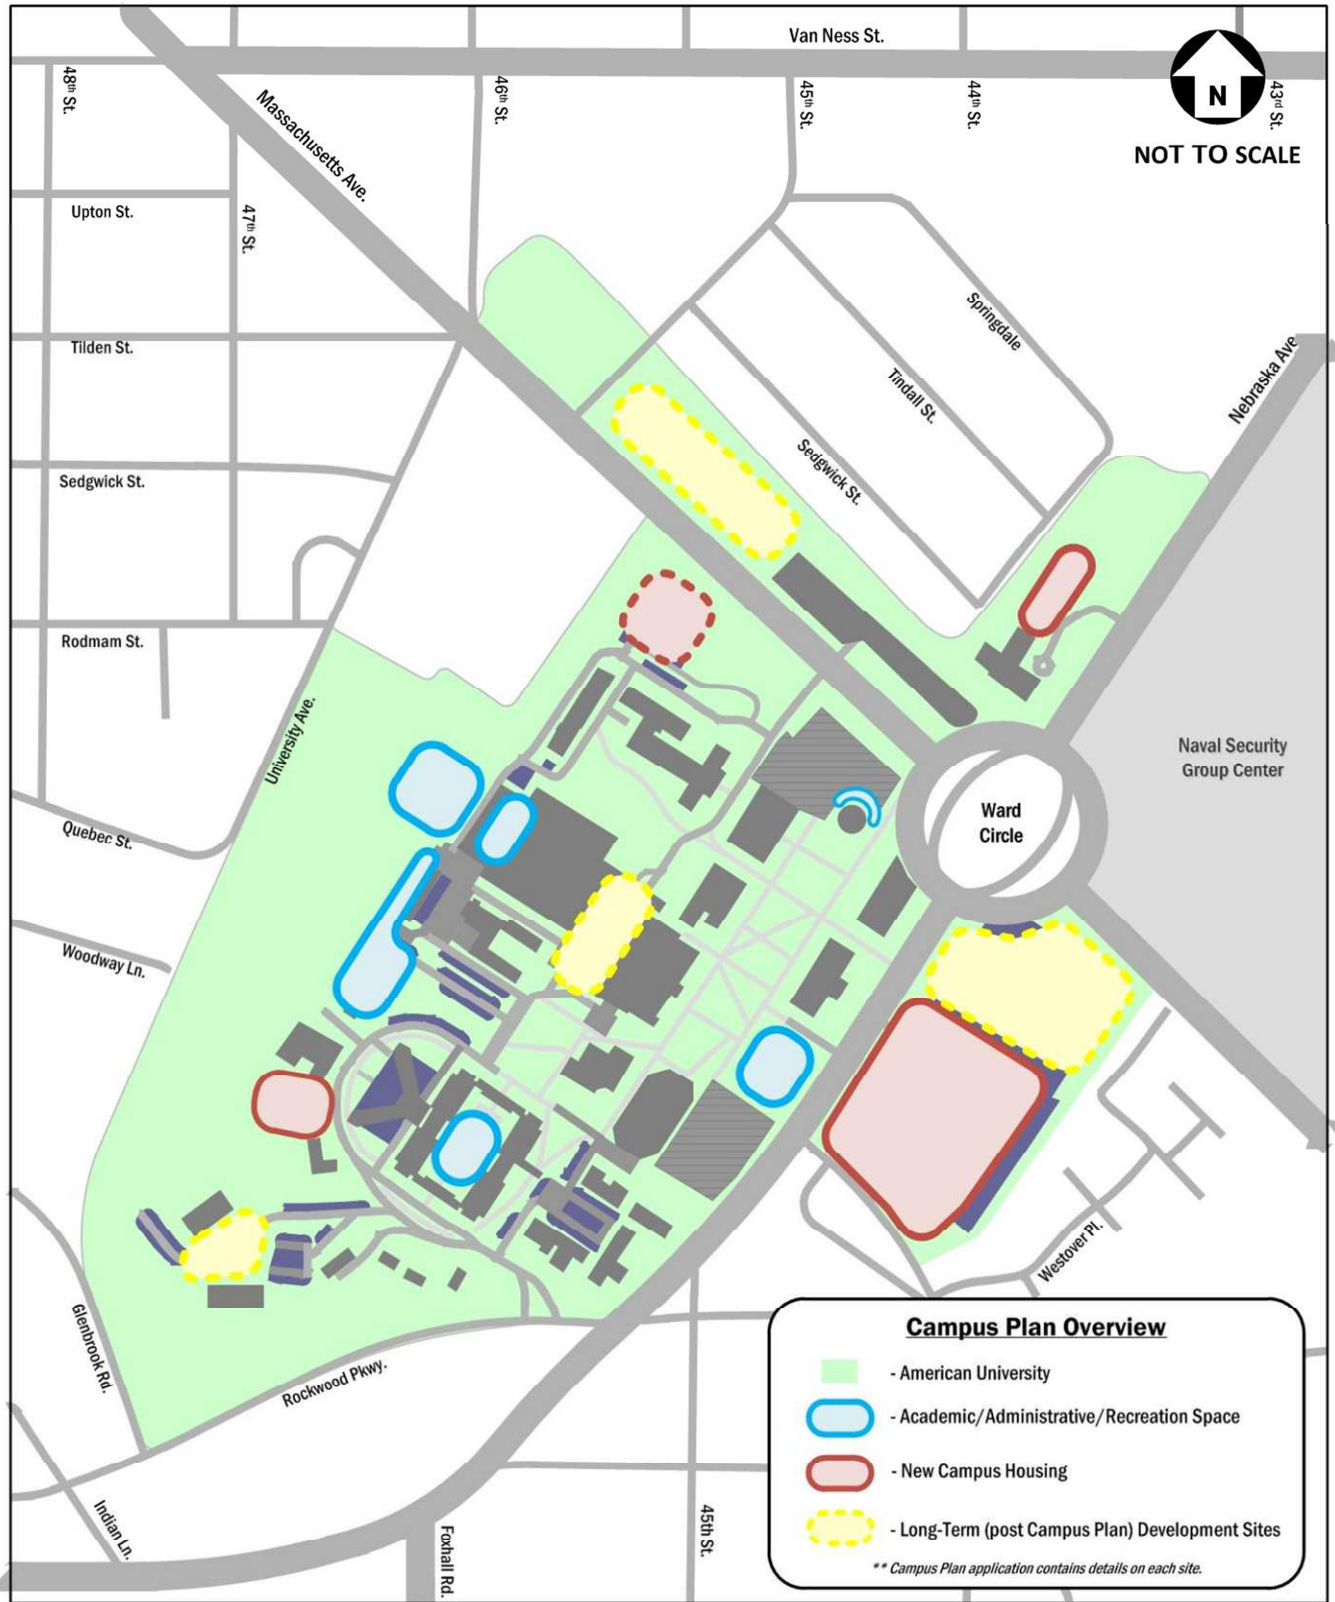 Van Ness St.
48th St.
46th St.
45th St.
44th St.
43rd St.
N
NOT TO SCALE
Massachusetts Ave.
Upton St.
47th St.
Springdale
Tilden St.
Nebraska Ave
Tindall St.
Sedgwick St.
Sedgwick St.
Rodmam St.
University Ave.
Naval Security
Group Center
Ward
Circle
Quebec St.
Woodway Ln.
Westover Pl.
Glenbrook Rd.
Rockwood Pkwy.
Indian Ln.
Foxhall Rd.
45th St.
Campus Plan Overview
- American University
- Academic/Administrative/Recreation Space
- New Campus Housing
- Long-Term (post Campus Plan) Development Sites
** Campus Plan application contains details on each site.